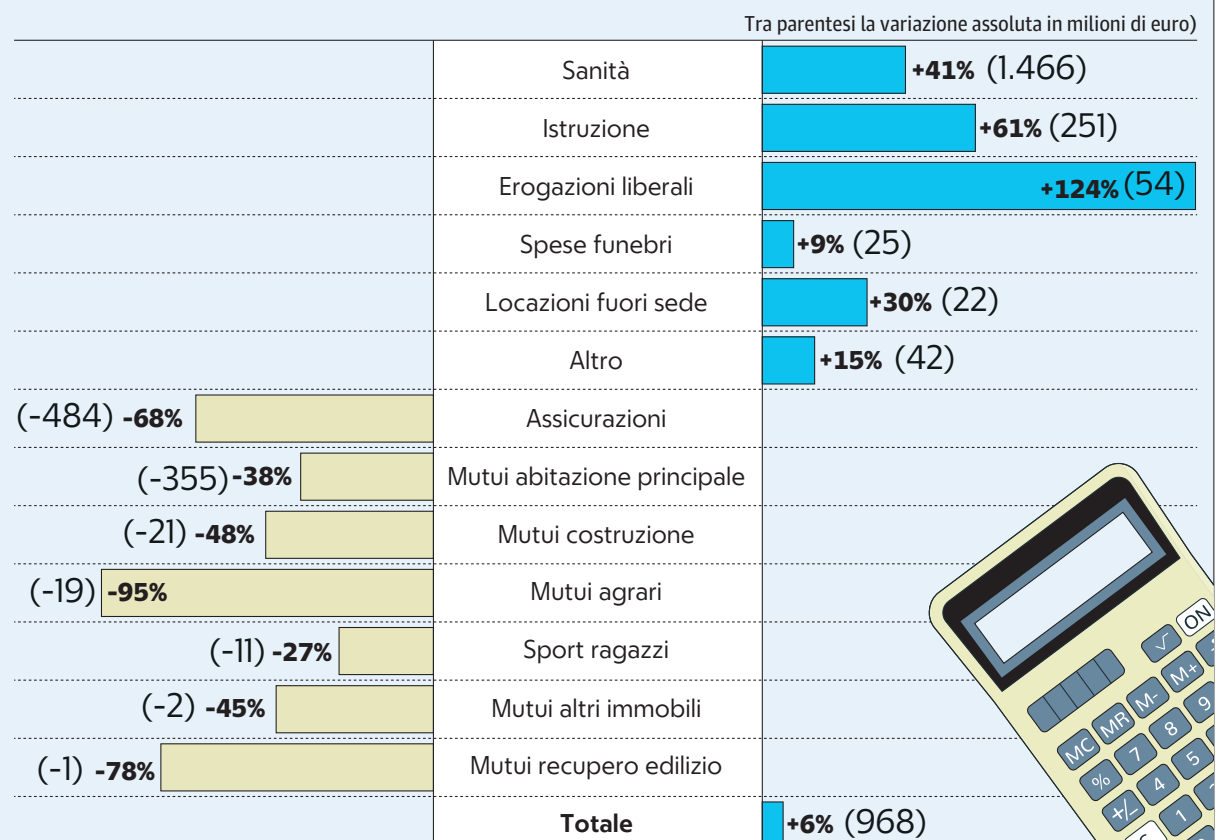 Tra parentesi la variazione assoluta in milioni di euro)
Sanità +41% (1.466)
Istruzione +61% (251)
Erogazioni liberali +124% (54)
Spese funebri +9% (25)
Locazioni fuori sede +30% (22)
Altro +15% (42)
(-484) -68% Assicurazioni
(-355) -38% Mutui abitazione principale
(-21) -48% Mutui costruzione
(-19) -95% Mutui agrari
(-11) -27% Sport ragazzi
(-2) -45% Mutui altri immobili
(-1) -78% Mutui recupero edilizio
Totale +6% (968)
√ ON
MC MR M- M+
% 7 8 9
+/- 4 5
1